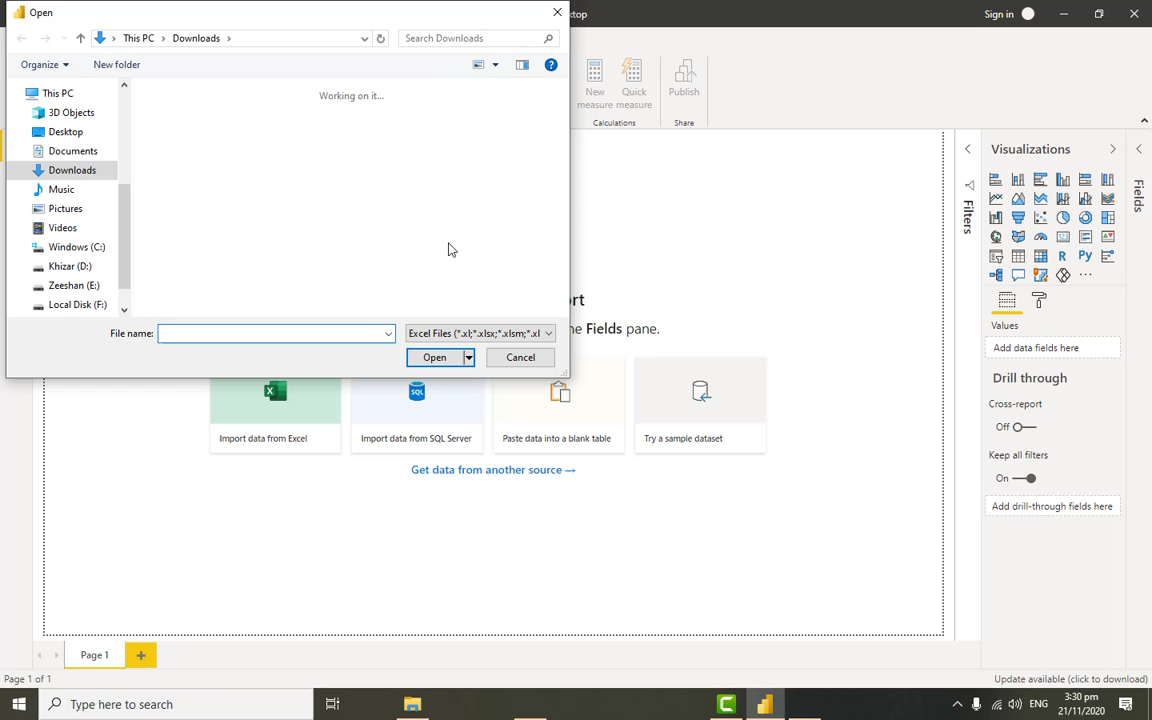 Open
ktop
Sign in
This PC
Downloads
Search Downloads
Organize
New folder
This PC
3D Objects
Desktop
Documents
Downloads
Music
Pictures
Videos
Windows (C:)
Khizar (D:)
Zeeshan (E:)
Local Disk (F:)
Working on it...
File name:
Excel Files (*.xl;*.xlsx;*.xlsm;*.xl
Open
Cancel
New measure
Quick measure
Publish
Calculations
Share
Filters
Visualizations
Fields
R
Py
Values
Add data fields here
Drill through
Cross-report
Off
Keep all filters
On
Add drill-through fields here
ort
he Fields pane.
SQL
Import data from Excel
Import data from SQL Server
Paste data into a blank table
Try a sample dataset
Get data from another source →
Page 1
Page 1 of 1
Update available (click to download)
Type here to search
ENG
3:30 pm
21/11/2020